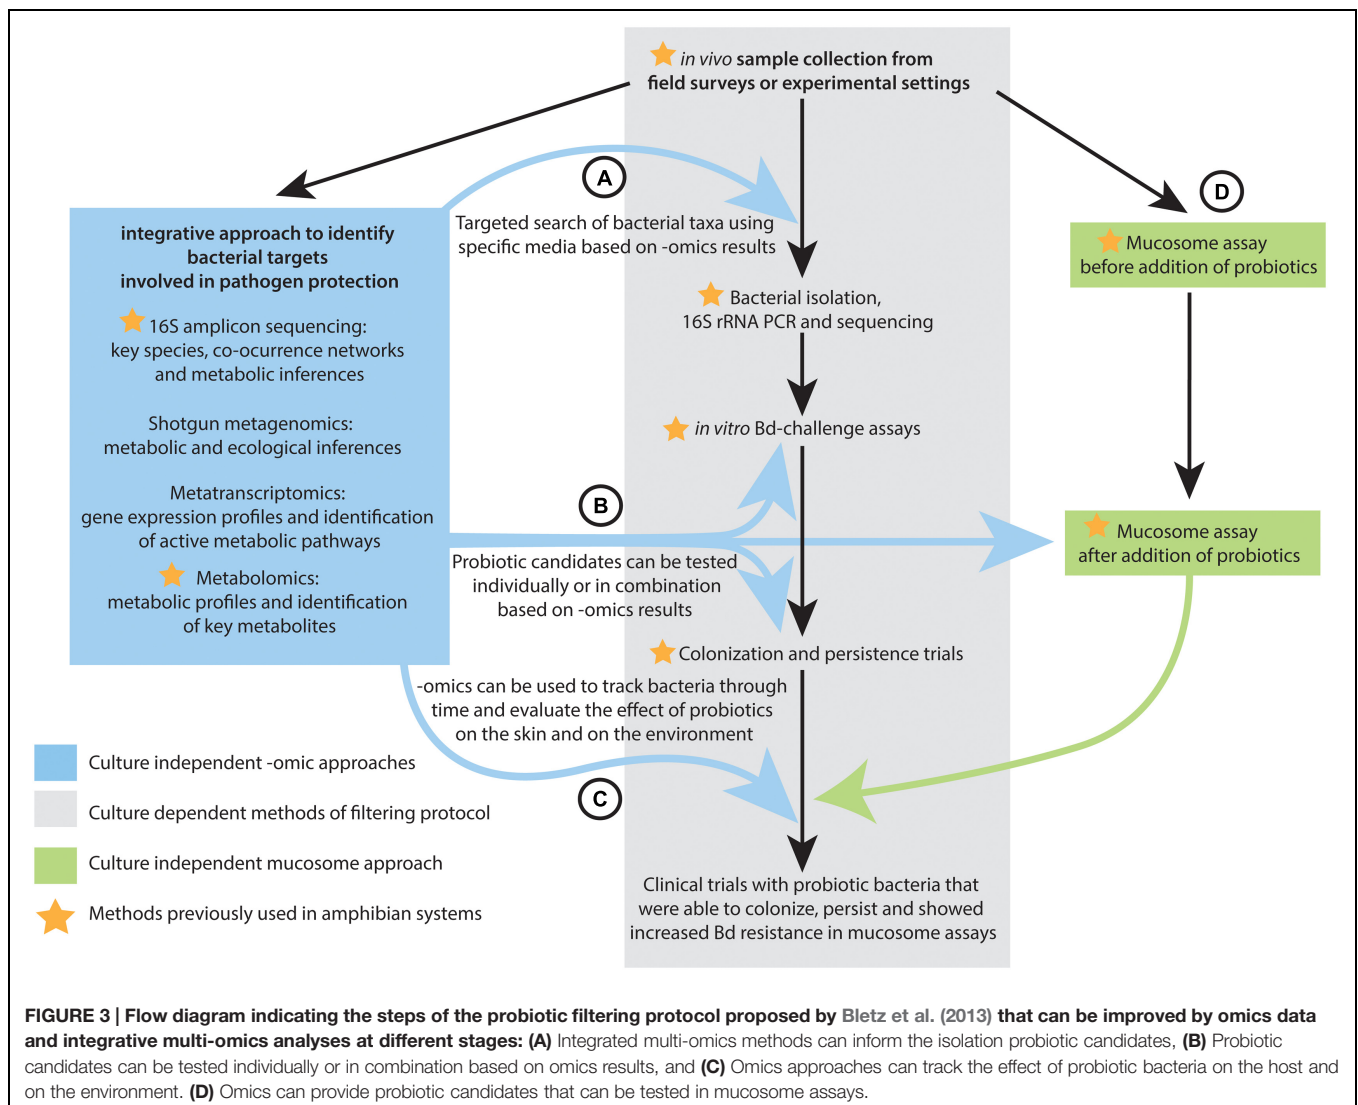 in vivo sample collection from
field surveys or experimental settings
A
D
Targeted search of bacterial taxa using
specific media based on -omics results
integrative approach to identify
bacterial targets
involved in pathogen protection
16S amplicon sequencing:
key species, co-ocurrence networks
and metabolic inferences
Shotgun metagenomics:
metabolic and ecological inferences
Metatranscriptomics:
gene expression profiles and identification
of active metabolic pathways
Metabolomics:
metabolic profiles and identification
of key metabolites
Mucosome assay
before addition of probiotics
Bacterial isolation,
16S rRNA PCR and sequencing
in vitro Bd-challenge assays
B
Probiotic candidates can be tested
individually or in combination
based on -omics results
Mucosome assay
after addition of probiotics
Colonization and persistence trials
-omics can be used to track bacteria through
time and evaluate the effect of probiotics
on the skin and on the environment
C
Clinical trials with probiotic bacteria that
were able to colonize, persist and showed
increased Bd resistance in mucosome assays
Culture independent -omic approaches
Culture dependent methods of filtering protocol
Culture independent mucosome approach
Methods previously used in amphibian systems
FIGURE 3 | Flow diagram indicating the steps of the probiotic filtering protocol proposed by Bletz et al. (2013) that can be improved by omics data
and integrative multi-omics analyses at different stages: (A) Integrated multi-omics methods can inform the isolation probiotic candidates, (B) Probiotic
candidates can be tested individually or in combination based on omics results, and (C) Omics approaches can track the effect of probiotic bacteria on the host and
on the environment. (D) Omics can provide probiotic candidates that can be tested in mucosome assays.